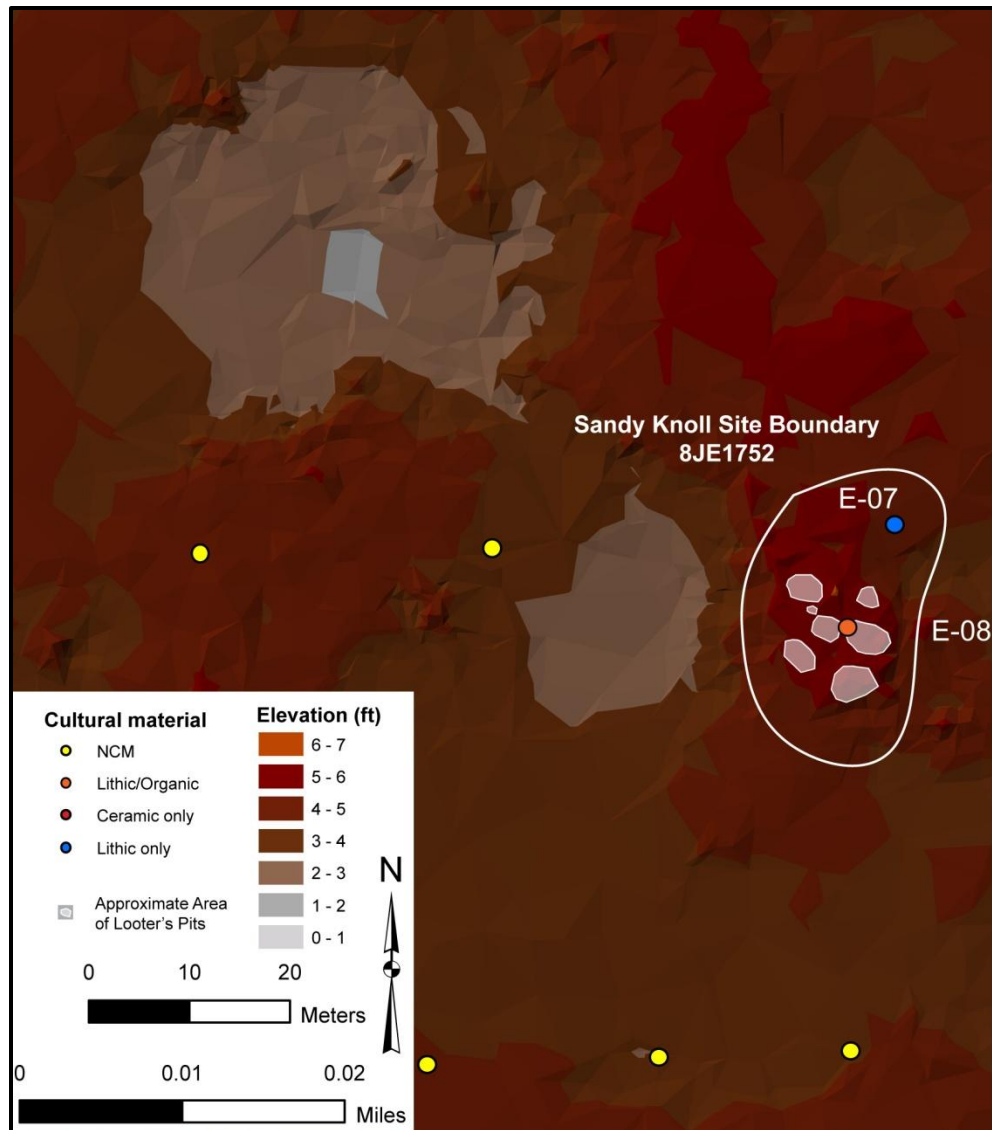 Sandy Knoll Site Boundary
8JE1752
E-07
E-08
Cultural material
NCM
Lithic/Organic
Ceramic only
Lithic only
Approximate Area
of Looter's Pits
Elevation (ft)
6 - 7
5 - 6
4 - 5
3 - 4
2 - 3
1 - 2
0 - 1
N
0 10 20
Meters
0 0.01 0.02
Miles